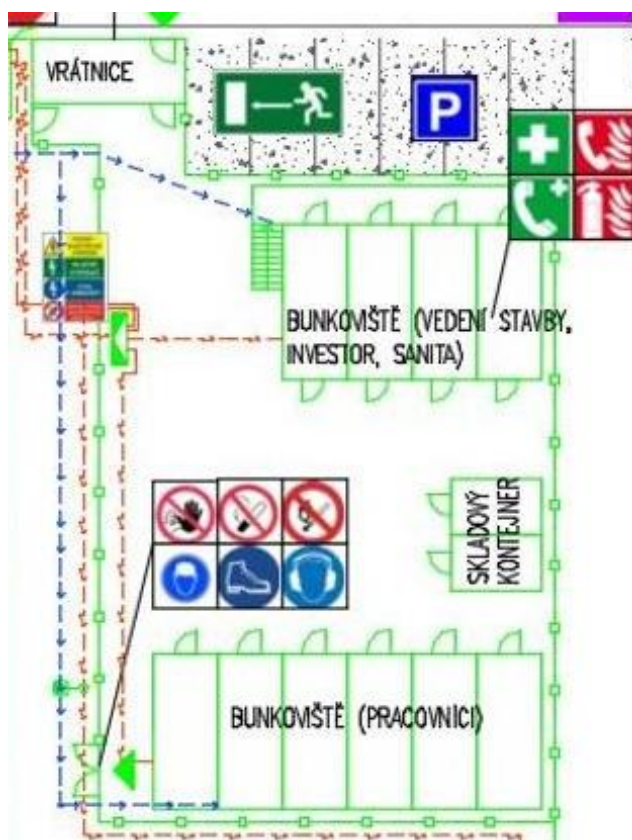 VRÁTNICE
P
BUNKOVIŠTĚ (VEDENÍ STAVBY,
INVESTOR, SANITA)
SKLADOVÝ
KONTEJNER
BUNKOVIŠTĚ (PRACOVNÍCI)